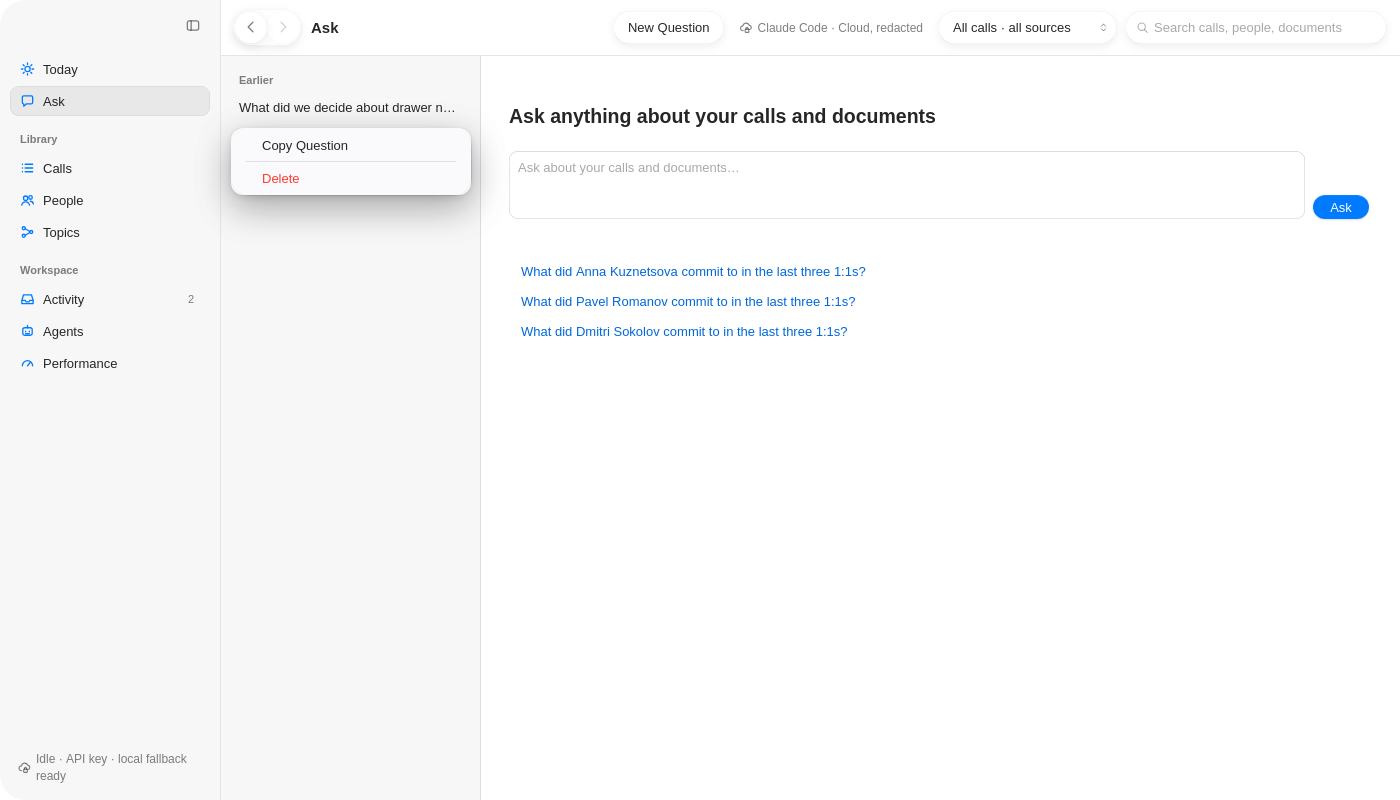 Today
Ask
Library
Calls
People
Topics
Workspace
Activity 2
Agents
Performance
Idle · API key · local fallback
ready
Ask
New Question
Claude Code · Cloud, redacted
All calls · all sources
Search calls, people, documents
Earlier
What did we decide about drawer n…
Copy Question
Delete
Ask anything about your calls and documents
Ask about your calls and documents…
Ask
What did Anna Kuznetsova commit to in the last three 1:1s?
What did Pavel Romanov commit to in the last three 1:1s?
What did Dmitri Sokolov commit to in the last three 1:1s?